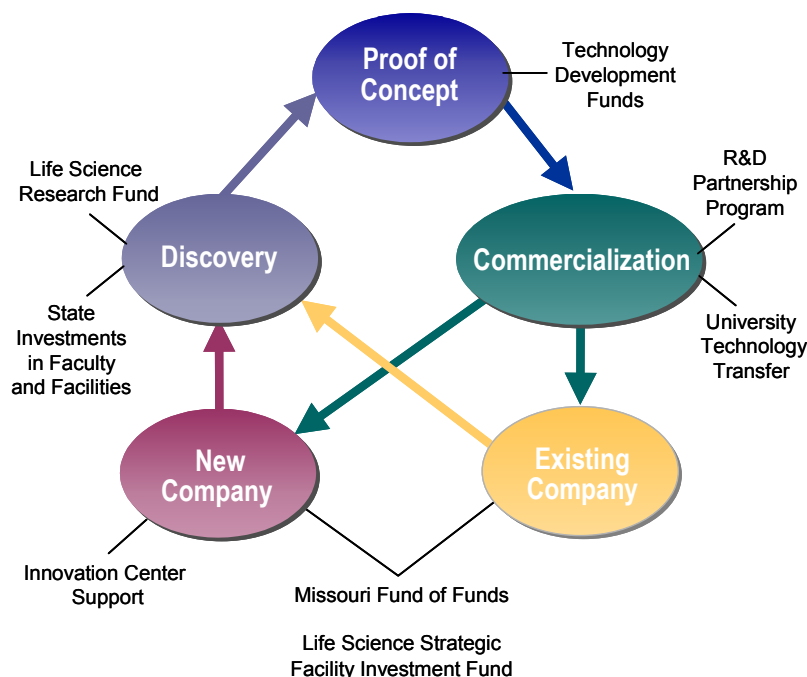 Proof of
Concept
Technology
Development
Funds
Life Science
Research Fund
R&D
Partnership
Program
Discovery
Commercialization
State
Investments
in Faculty
and Facilities
University
Technology
Transfer
New
Company
Existing
Company
Innovation Center
Support
Missouri Fund of Funds
Life Science Strategic
Facility Investment Fund